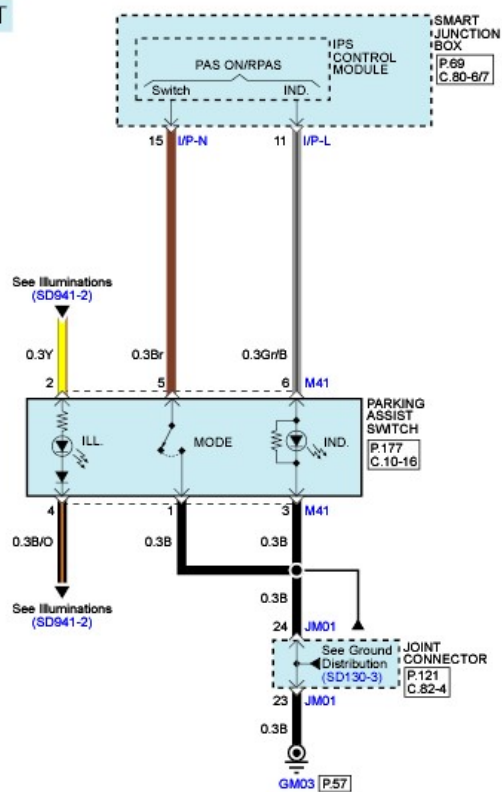 T
SMART
JUNCTION
BOX
P.69
C.80-6/7
IPS
CONTROL
MODULE
PAS ON/RPAS
Switch IND.
15 I/P-N 11 I/P-L
See Illuminations
(SD941-2)
0.3Y 0.3Br 0.3Gr/B
2 5 6 M41
PARKING
ASSIST
SWITCH
P.177
C.10-16
ILL. MODE IND.
4 1 3 M41
0.3B/O 0.3B 0.3B
See Illuminations
(SD941-2)
0.3B
24 JM01
See Ground
Distribution
(SD130-3)
JOINT
CONNECTOR
P.121
C.82-4
23 JM01
0.3B
GM03 P.57